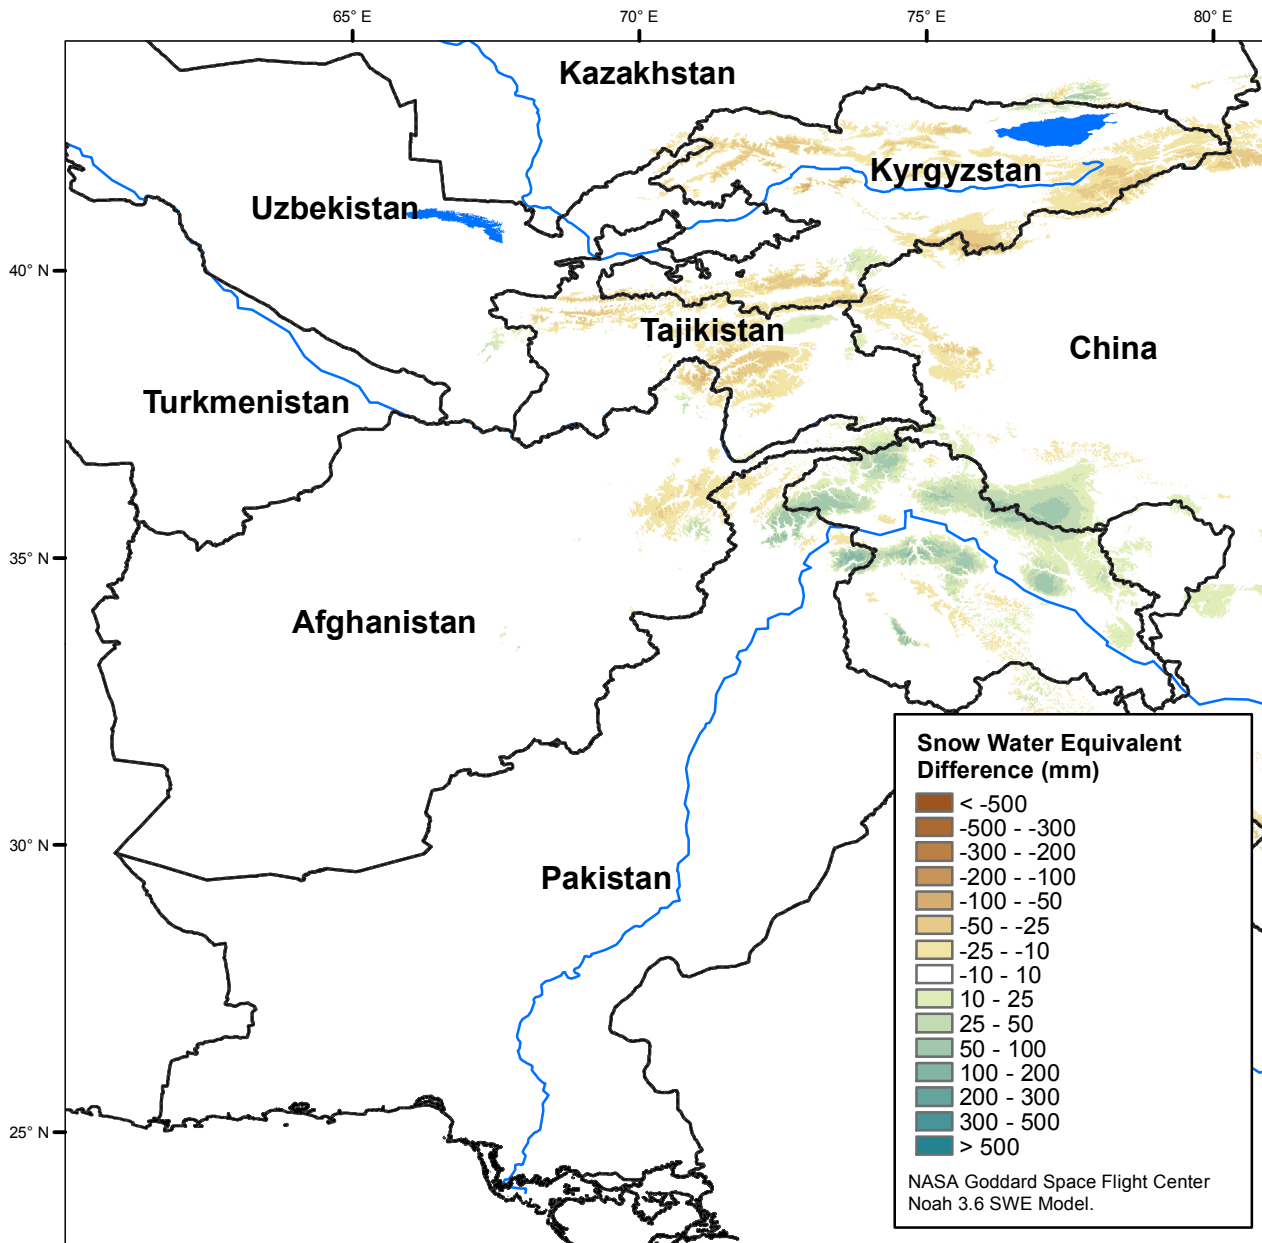 65° E
70° E
75° E
80° E
Kazakhstan
Kyrgyzstan
Uzbekistan
40° N
Tajikistan
China
Turkmenistan
35° N
Afghanistan
30° N
Pakistan
25° N
Snow Water Equivalent
Difference (mm)
< -500
-500 - -300
-300 - -200
-200 - -100
-100 - -50
-50 - -25
-25 - -10
-10 - 10
10 - 25
25 - 50
50 - 100
100 - 200
200 - 300
300 - 500
> 500
NASA Goddard Space Flight Center
Noah 3.6 SWE Model.